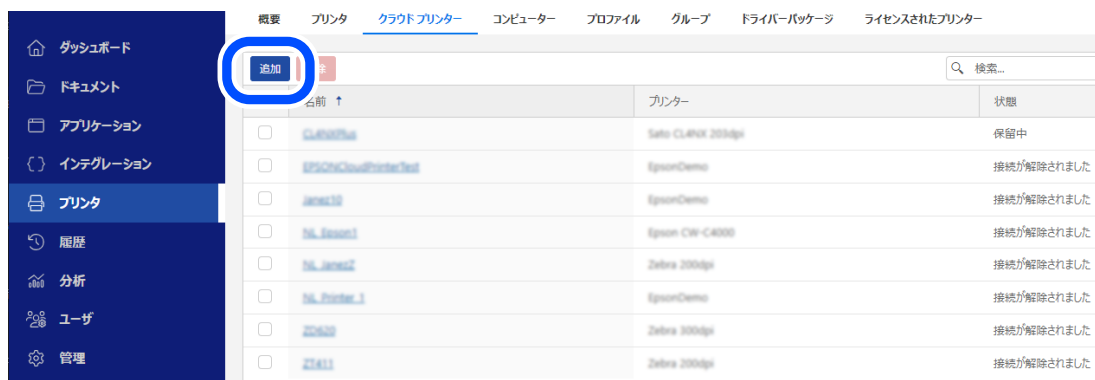 概要 プリンタ クラウド プリンター コンピューター プロファイル グループ ドライバーパッケージ ライセンスされたプリンター
ダッシュボード
ドキュメント
アプリケーション
インテグレーション
プリンタ
履歴
分析
ユーザ
管理
追加 検索...
名前 ↑ プリンター 状態
CL4NXPlus Sato CL4NX 203dpi 保留中
EPSONCloudPrinterTest EpsonDemo 接続が解除されました
Janez10 EpsonDemo 接続が解除されました
NL_Epson1 Epson CW-C4000 接続が解除されました
NL_JanezZ Zebra 200dpi 接続が解除されました
NL_Printer_1 EpsonDemo 接続が解除されました
ZD620 Zebra 300dpi 接続が解除されました
ZT411 Zebra 200dpi 接続が解除されました